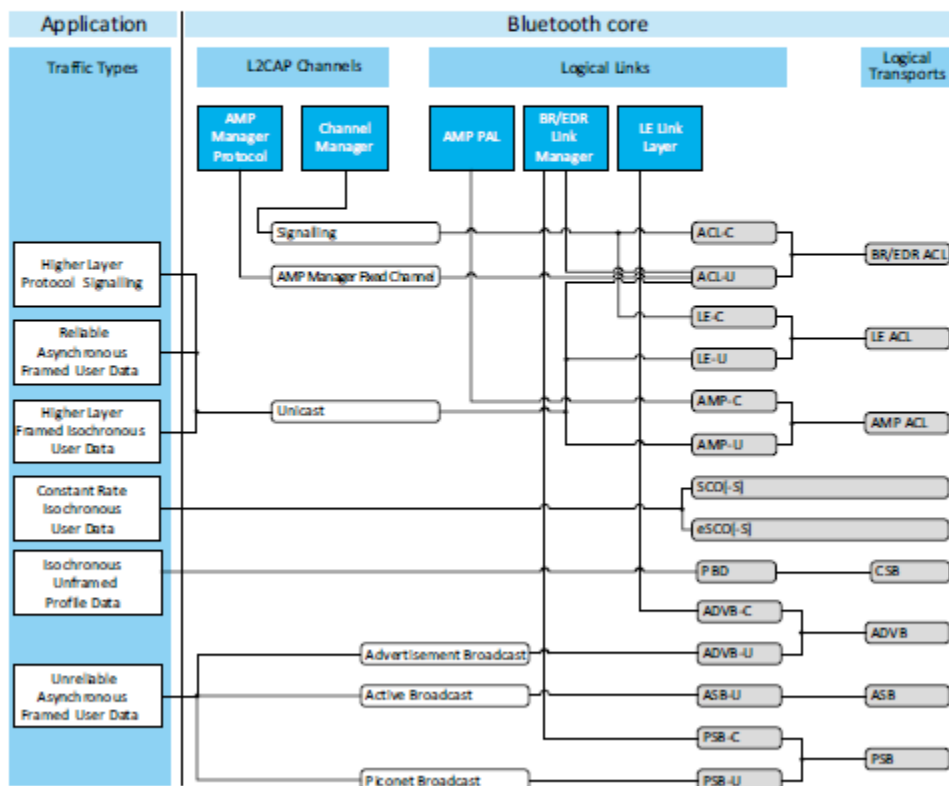 Application
Bluetooth core
Traffic Types
L2CAP Channels
Logical Links
Logical
Transports
AMP
Manager
Protocol
Channel
Manager
AMP PAL
BR/EDR
Link
Manager
LE Link
Layer
Signalling
ACL-C
Higher Layer
Protocol Signalling
BR/EDR ACL
AMP Manager Fixed Channel
ACL-U
LE-C
Reliable
Asynchronous
Framed User Data
LE ACL
LE-U
Higher Layer
Framed Isochronous
User Data
Unicast
AMP-C
AMP ACL
AMP-U
Constant Rate
Isochronous
User Data
SCO[-S]
eSCO[-S]
Isochronous
Unframed
Profile Data
PBD
CSB
ADVB-C
ADVB
Advertisement Broadcast
ADVB-U
Unreliable
Asynchronous
Framed User Data
Active Broadcast
ASB-U
ASB
PSB-C
PSB
Piconet Broadcast
PSB-U